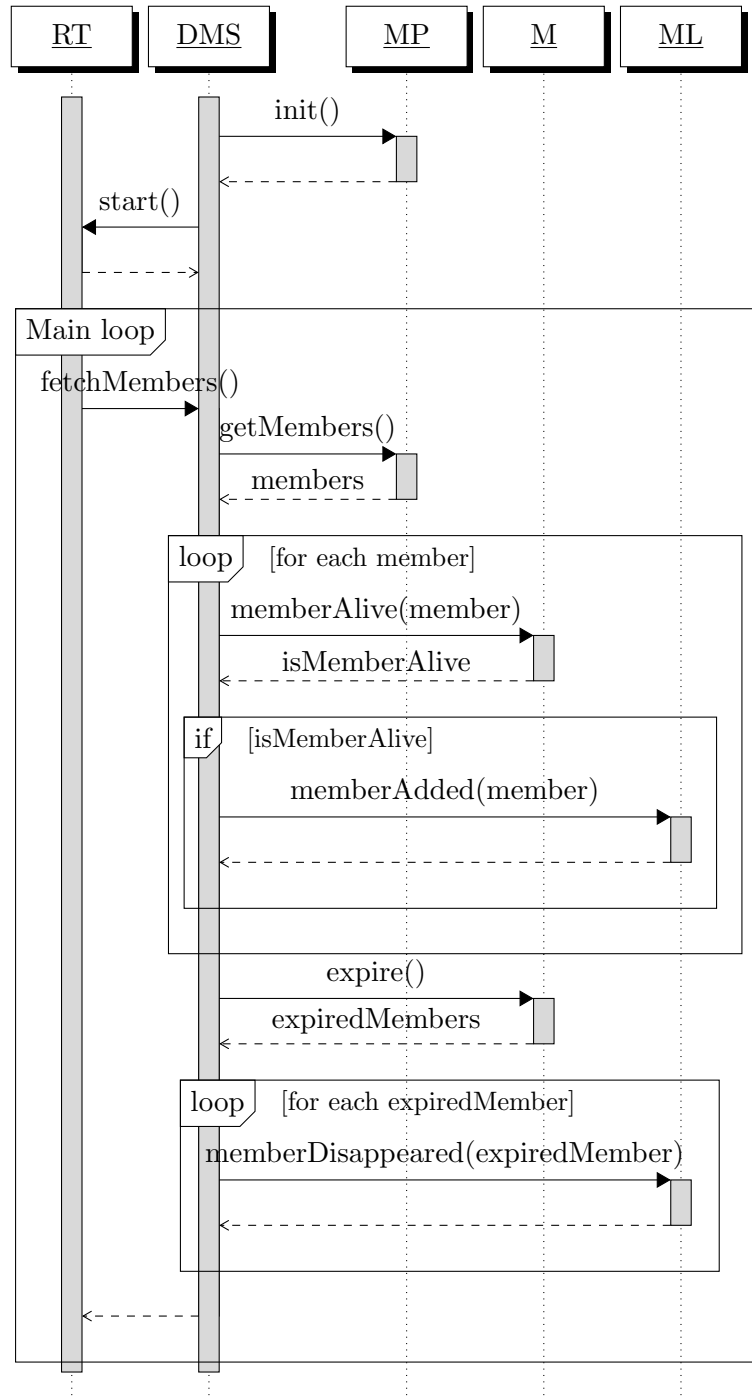 RT DMS MP M ML
init()
start()
Main loop
fetchMembers()
getMembers()
members
loop [for each member]
memberAlive(member)
isMemberAlive
if [isMemberAlive]
memberAdded(member)
expire()
expiredMembers
loop [for each expiredMember]
memberDisappeared(expiredMember)